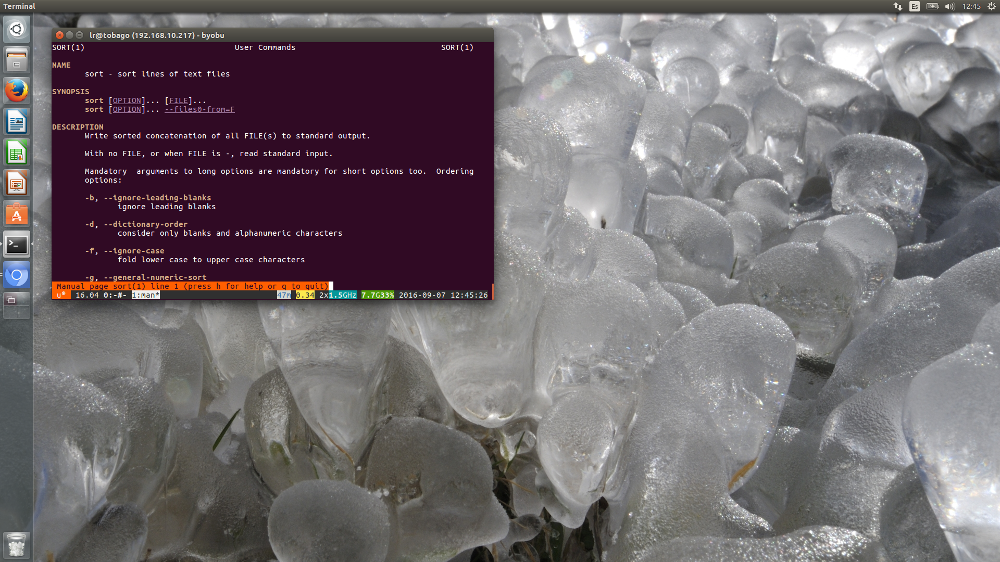 Terminal
Es
12:45
lr@tobago (192.168.10.217) - byobu
SORT(1) User Commands SORT(1)
NAME
sort - sort lines of text files
SYNOPSIS
sort [OPTION]... [FILE]...
sort [OPTION]... --files0-from=F
DESCRIPTION
Write sorted concatenation of all FILE(s) to standard output.
With no FILE, or when FILE is -, read standard input.
Mandatory  arguments to long options are mandatory for short options too.  Ordering
options:
-b, --ignore-leading-blanks
ignore leading blanks
-d, --dictionary-order
consider only blanks and alphanumeric characters
-f, --ignore-case
fold lower case to upper case characters
-g, --general-numeric-sort
Manual page sort(1) line 1 (press h for help or q to quit)
u® 16.04 0:-#- 1:man* 47m 0.34 2x1.5GHz 7.7G33% 2016-09-07 12:45:26